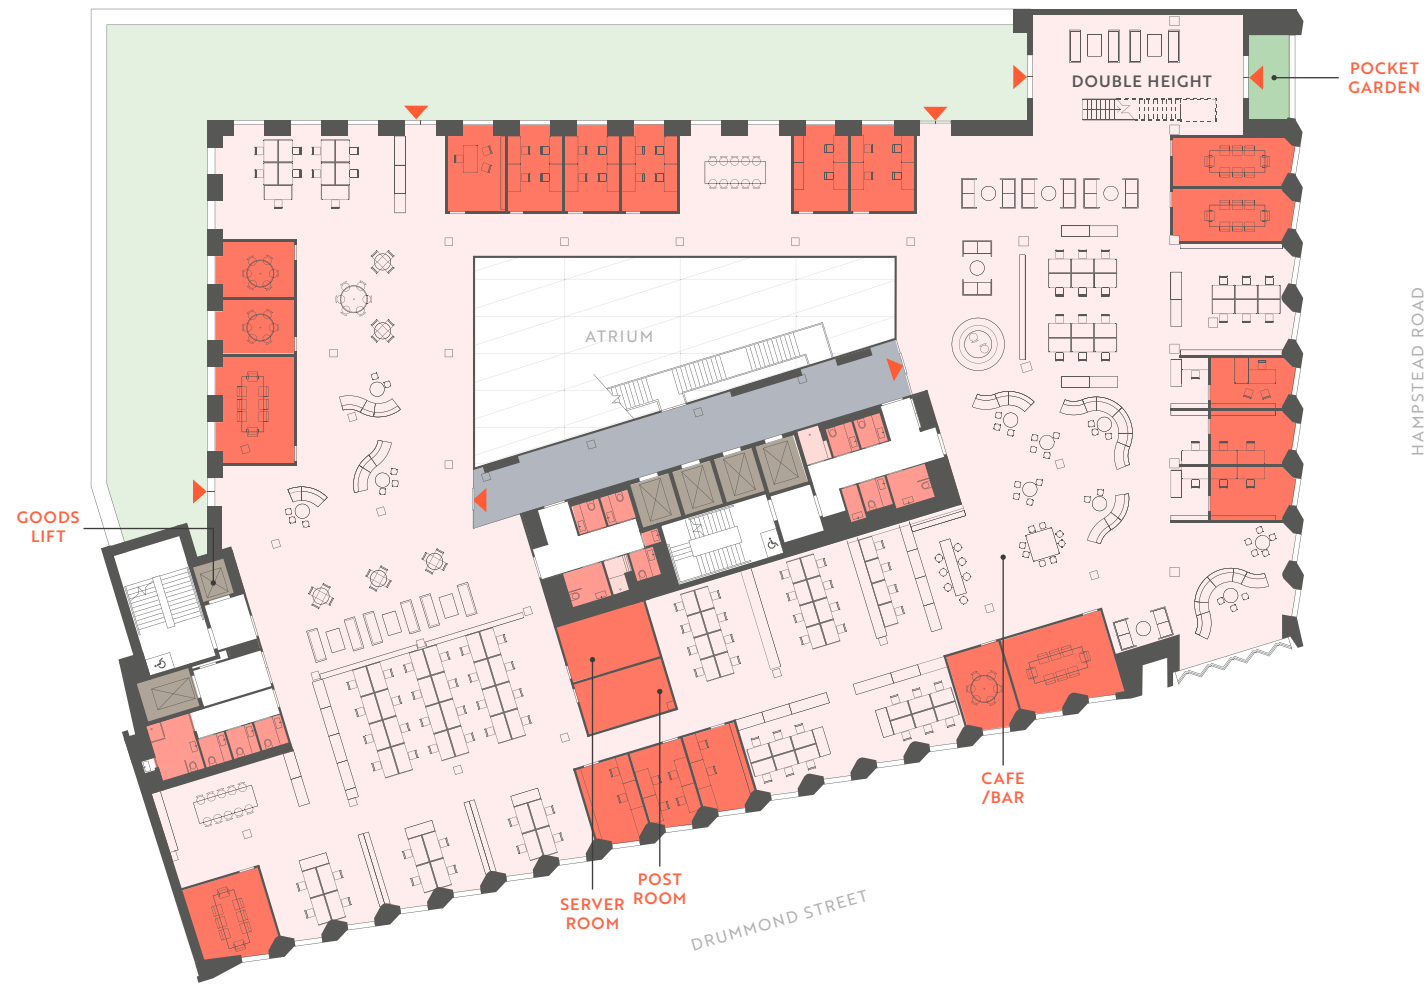 POCKET
GARDEN
DOUBLE HEIGHT
HAMPSTEAD ROAD
ATRIUM
GOODS
LIFT
CAFE
/BAR
POST
ROOM
SERVER
ROOM
DRUMMOND STREET